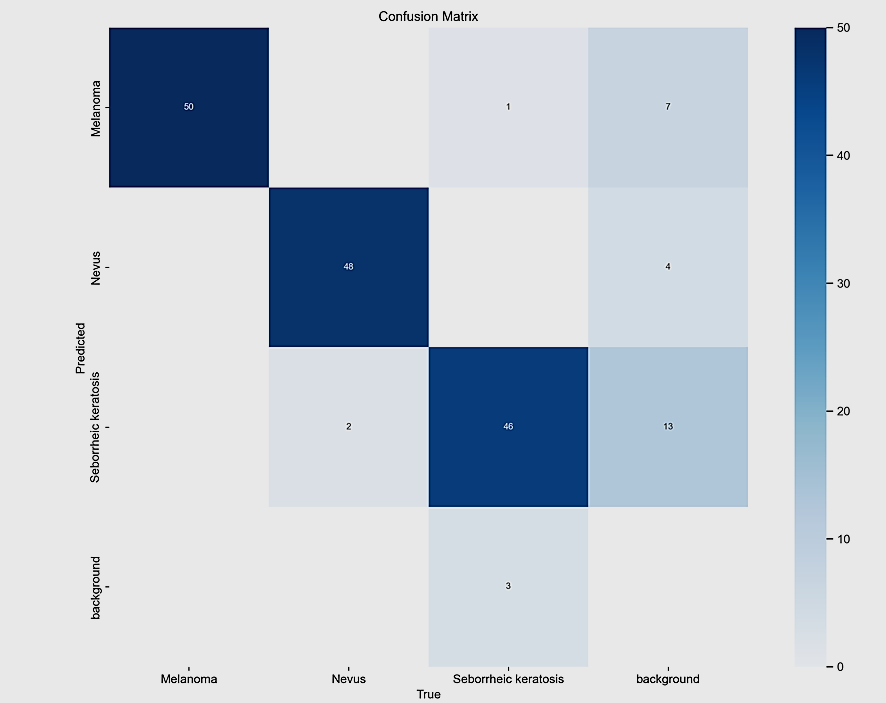 Confusion Matrix
Predicted
Melanoma
50
1
7
Nevus
48
4
Seborrheic keratosis
2
46
13
background
3
Melanoma
Nevus
Seborrheic keratosis
background
True
50
40
30
20
10
0